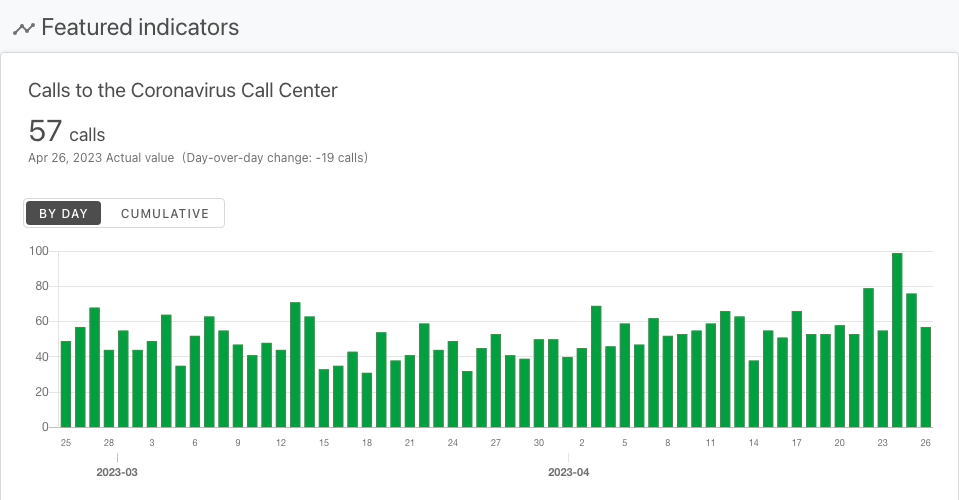 Featured indicators
Calls to the Coronavirus Call Center
57 calls
Apr 26, 2023 Actual value (Day-over-day change: -19 calls)
BY DAY CUMULATIVE
100
80
60
40
20
0
25 28 3 6 9 12 15 18 21 24 27 30 2 5 8 11 14 17 20 23 26
2023-03 2023-04